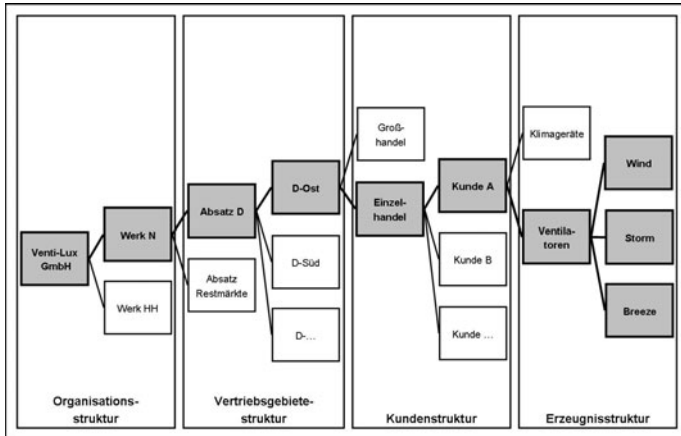 Venti-Lux
GmbH
Werk N
Werk HH
Organisations-
struktur
Absatz D
Absatz
Restmärkte
D-Ost
D-Süd
D-...
Vertriebsgebiete-
struktur
Groß-
handel
Einzel-
handel
Kunde A
Kunde B
Kunde ...
Kundenstruktur
Klimageräte
Ventila-
toren
Wind
Storm
Breeze
Erzeugnisstruktur